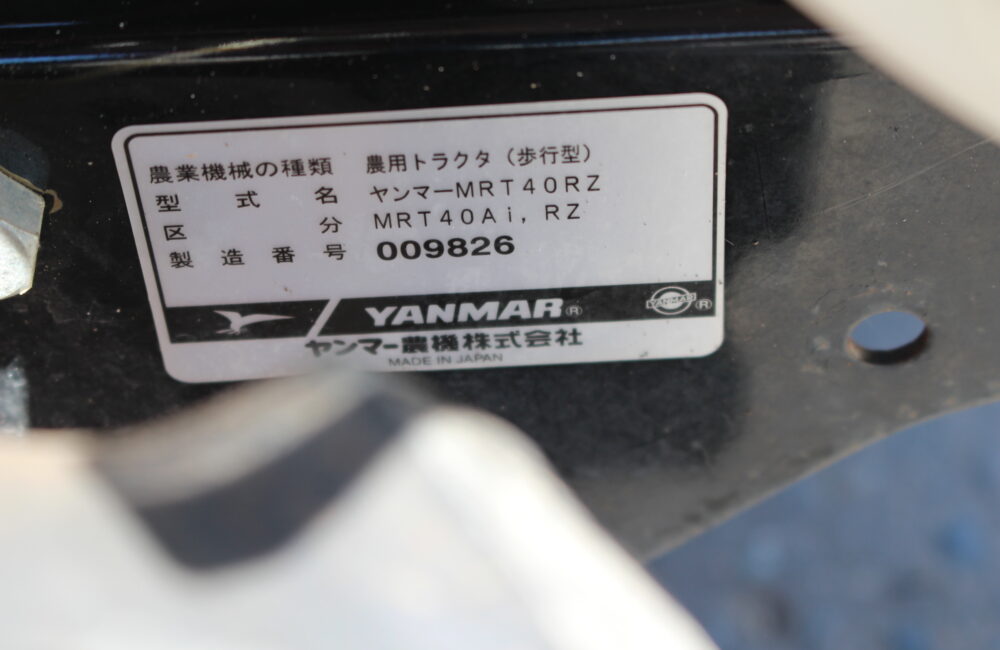 農業機械の種類 農用トラクタ（歩行型）
型式名 ヤンマーMRT40RZ
区分 MRT40Ai, RZ
製造番号 009826
YANMAR® YANMAR®
ヤンマー農機株式会社
MADE IN JAPAN